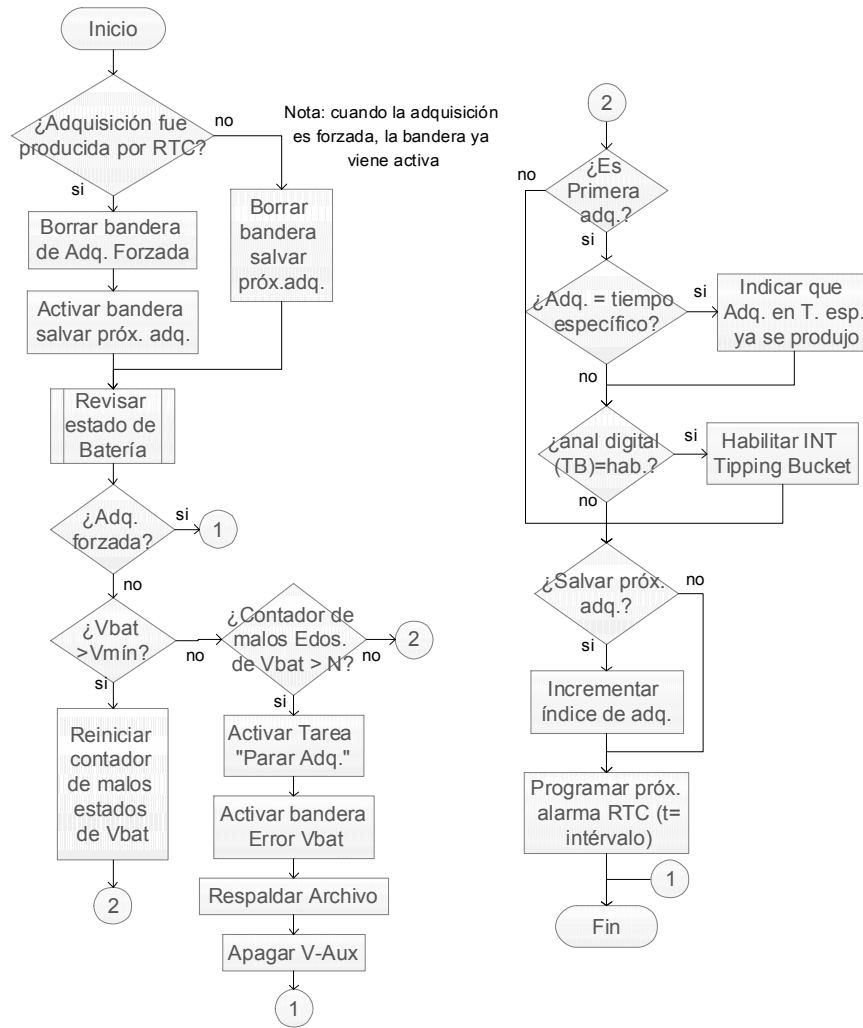 Inicio
¿Adquisición fue
producida por RTC?
no
si
Nota: cuando la adquisición
es forzada, la bandera ya
viene activa
Borrar bandera
de Adq. Forzada
Borrar
bandera
salvar
próx.adq.
Activar bandera
salvar próx. adq.
Revisar
estado de
Batería
¿Adq.
forzada?
si
1
no
¿Vbat
>Vmín?
no
si
¿Contador de
malos Edos.
de Vbat > N?
no
2
si
Reiniciar
contador
de malos
estados
de Vbat
2
Activar Tarea
"Parar Adq."
Activar bandera
Error Vbat
Respaldar Archivo
Apagar V-Aux
1
2
¿Es
Primera
adq.?
no
si
¿Adq. = tiempo
específico?
si
Indicar que
Adq. en T. esp.
ya se produjo
no
¿anal digital
(TB)=hab.?
si
Habilitar INT
Tipping Bucket
no
¿Salvar próx.
adq.?
no
si
Incrementar
índice de adq.
Programar próx.
alarma RTC (t=
intérvalo)
1
Fin